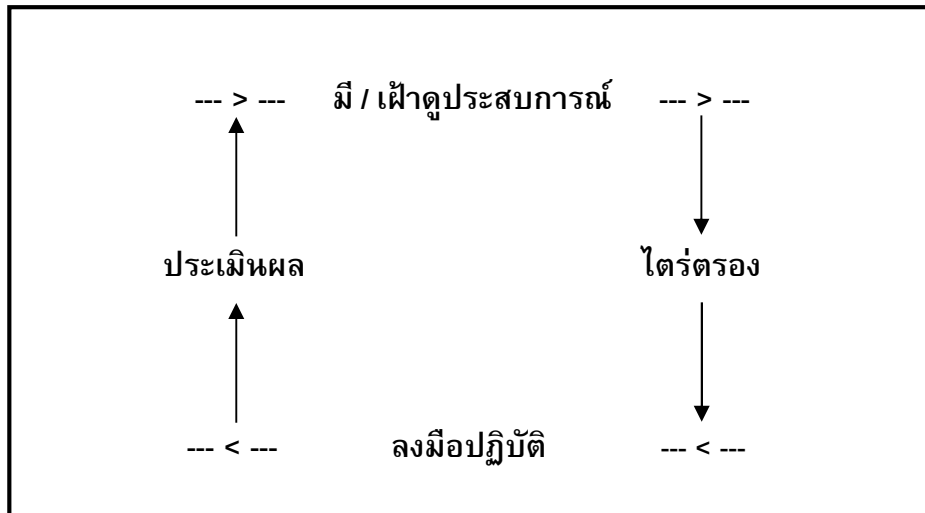 --- > --- มี / เฝ้าดูประสบการณ์ --- > ---
ประเมินผล ไตร่ตรอง
--- < --- ลงมือปฏิบัติ --- < ---